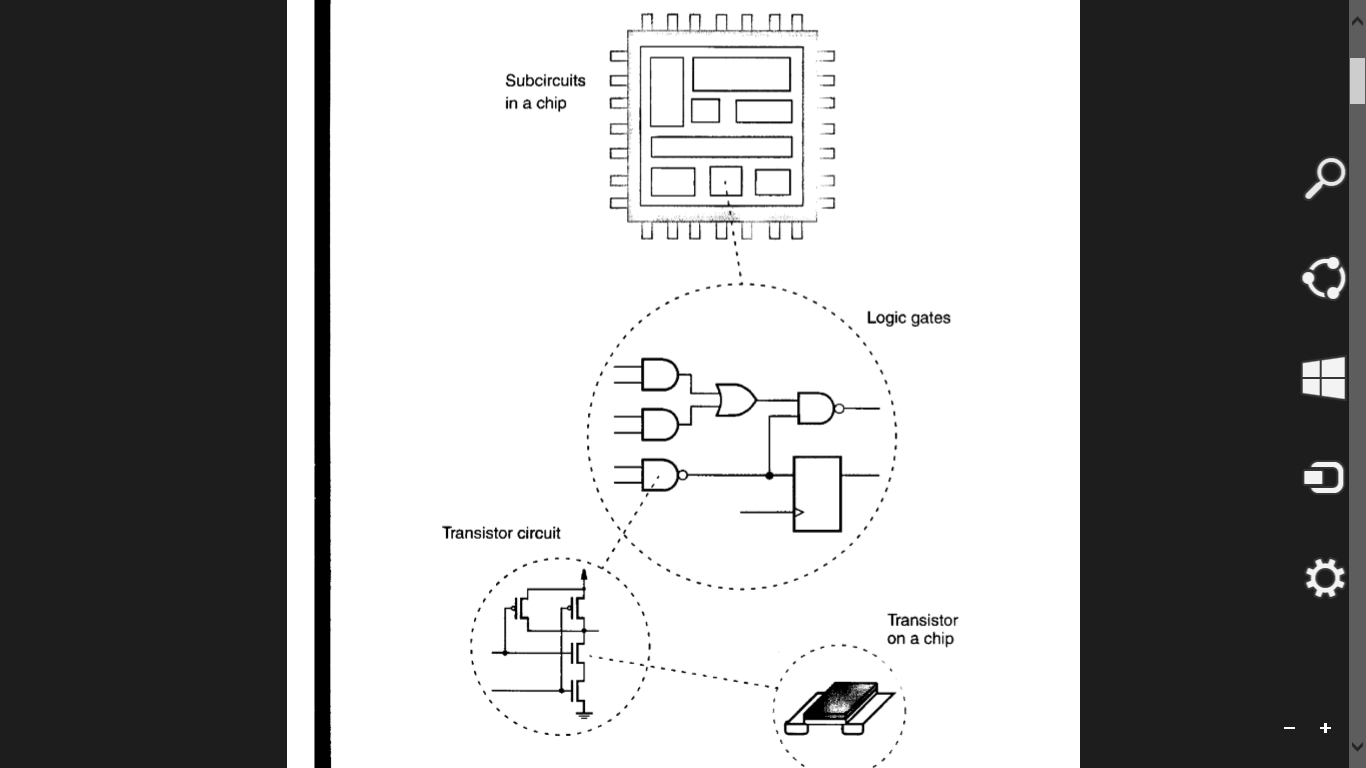 Subcircuits
in a chip
Logic gates
Transistor circuit
Transistor
on a chip